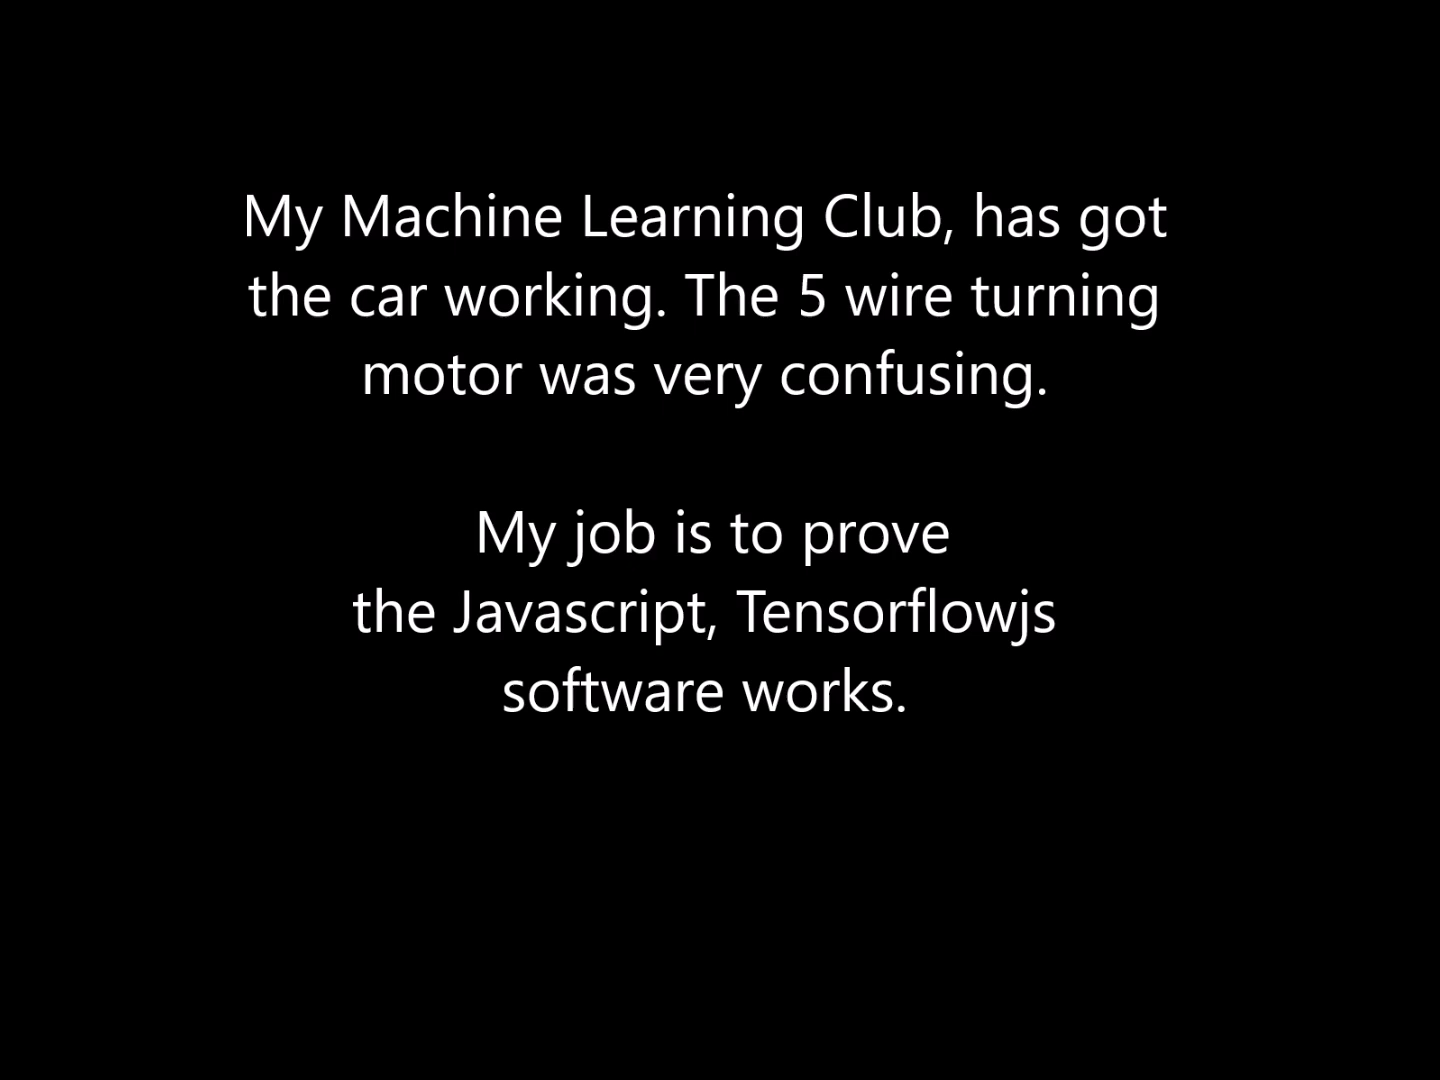 My Machine Learning Club, has got
the car working. The 5 wire turning
motor was very confusing.
My job is to prove
the Javascript, Tensorflowjs
software works.